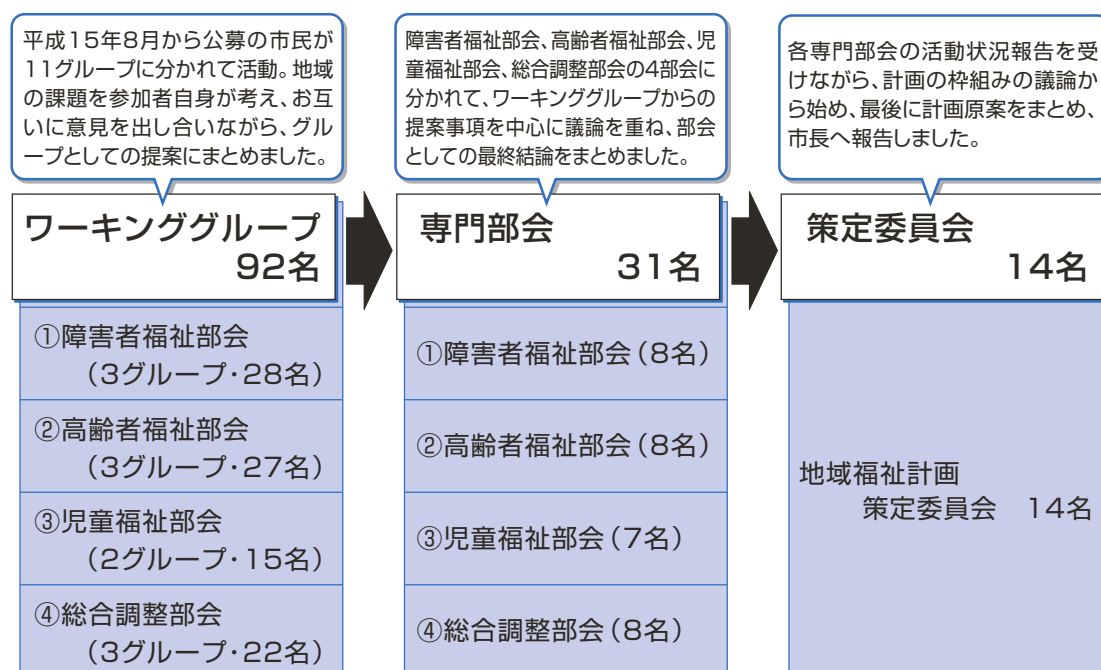 平成15年8月から公募の市民が
11グループに分かれて活動。地域
の課題を参加者自身が考え、お互
いに意見を出し合いながら、グル
ープとしての提案にまとめました。
ワーキンググループ
92名
①障害者福祉部会
(3グループ・28名)
②高齢者福祉部会
(3グループ・27名)
③児童福祉部会
(2グループ・15名)
④総合調整部会
(3グループ・22名)
障害者福祉部会、高齢者福祉部会、児
童福祉部会、総合調整部会の4部会に
分かれて、ワーキンググループからの
提案事項を中心に議論を重ね、部会
としての最終結論をまとめました。
専門部会
31名
①障害者福祉部会(8名)
②高齢者福祉部会(8名)
③児童福祉部会(7名)
④総合調整部会(8名)
各専門部会の活動状況報告を受
けながら、計画の枠組みの議論か
ら始め、最後に計画原案をまとめ、
市長へ報告しました。
策定委員会
14名
地域福祉計画
策定委員会 14名